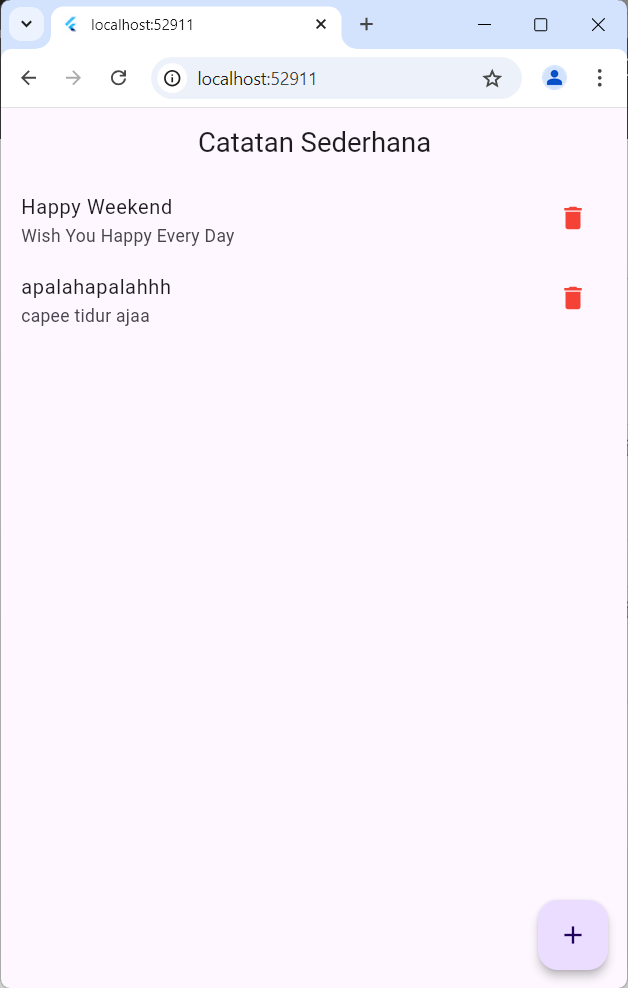 localhost:52911
localhost:52911
Catatan Sederhana
Happy Weekend
Wish You Happy Every Day
apalahapalahhh
capee tidur ajaa